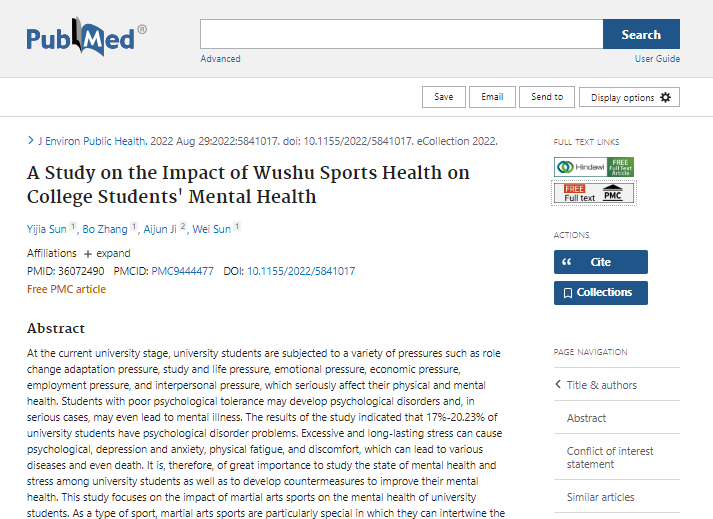 PubMed®
Search
Advanced
User Guide
Save
Email
Send to
Display options
J Environ Public Health. 2022 Aug 29:2022:5841017. doi: 10.1155/2022/5841017. eCollection 2022.
A Study on the Impact of Wushu Sports Health on
College Students' Mental Health
Yijia Sun 1, Bo Zhang 1, Aijun Ji 2, Wei Sun 1
Affiliations + expand
PMID: 36072490 PMCID: PMC9444477 DOI: 10.1155/2022/5841017
Free PMC article
Abstract
At the current university stage, university students are subjected to a variety of pressures such as role
change adaptation pressure, study and life pressure, emotional pressure, economic pressure,
employment pressure, and interpersonal pressure, which seriously affect their physical and mental
health. Students with poor psychological tolerance may develop psychological disorders and, in
serious cases, may even lead to mental illness. The results of the study indicated that 17%-20.23% of
university students have psychological disorder problems. Excessive and long-lasting stress can cause
psychological, depression and anxiety, physical fatigue, and discomfort, which can lead to various
diseases and even death. It is, therefore, of great importance to study the state of mental health and
stress among university students as well as to develop countermeasures to improve their mental
health. This study focuses on the impact of martial arts sports on the mental health of university
students. As a type of sport, martial arts sports are particularly special in which they can intertwine the
FULL TEXT LINKS
Hindawi FREE Full Text Article
FREE Full text PMC
ACTIONS
Cite
Collections
PAGE NAVIGATION
Title & authors
Abstract
Conflict of interest
statement
Similar articles